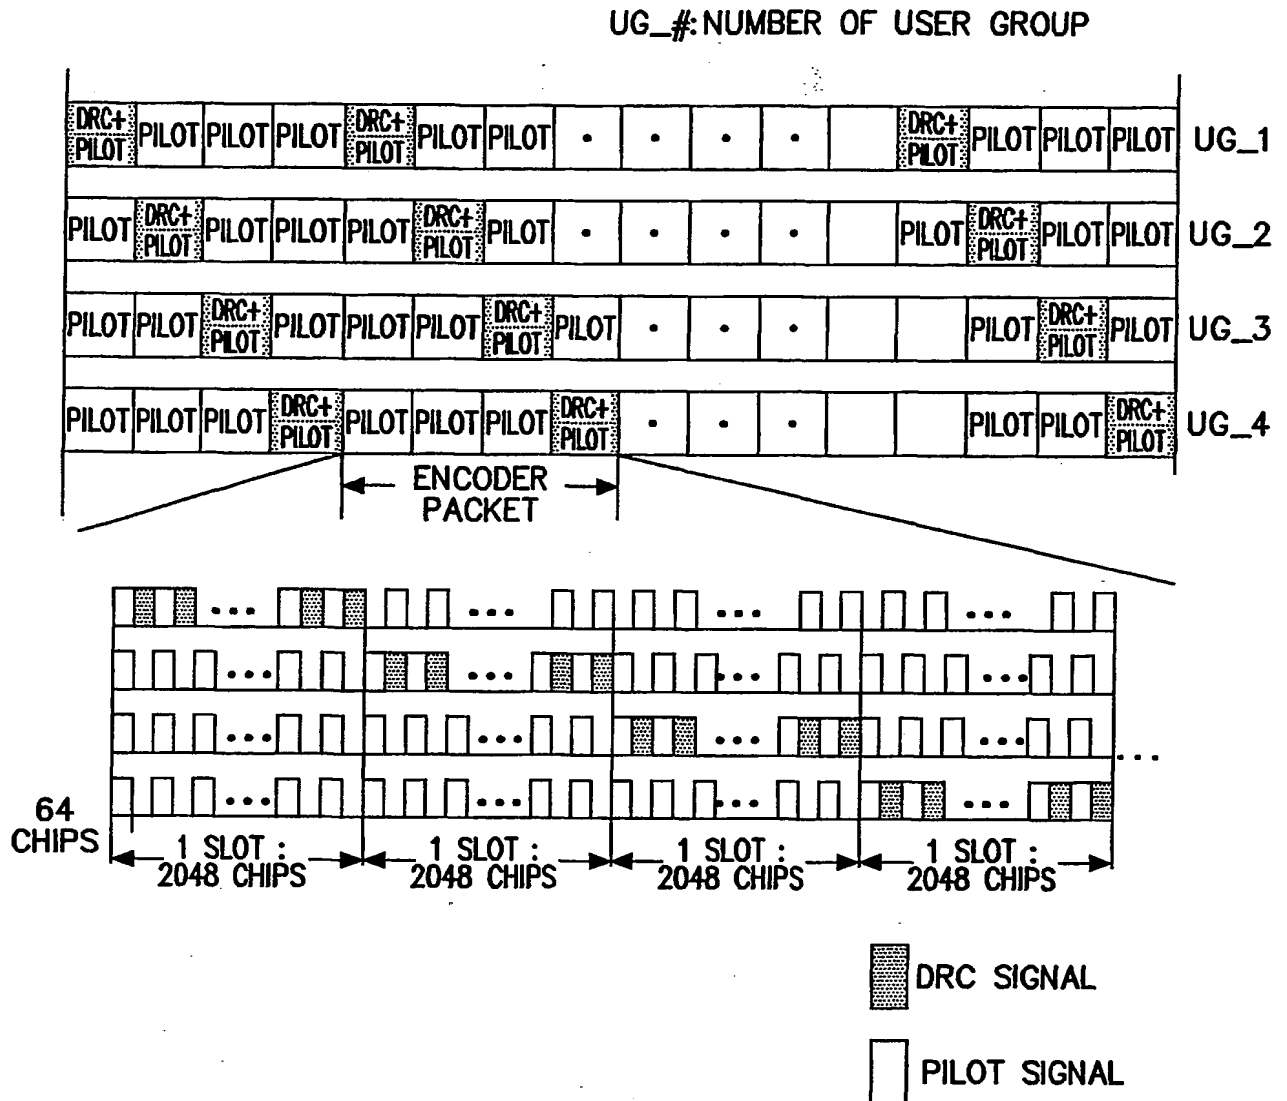 UG_#:NUMBER OF USER GROUP
DRC+ PILOT PILOT PILOT PILOT DRC+ PILOT PILOT PILOT • • • • DRC+ PILOT PILOT PILOT PILOT UG_1
PILOT DRC+ PILOT PILOT PILOT PILOT DRC+ PILOT PILOT • • • • PILOT DRC+ PILOT PILOT PILOT UG_2
PILOT PILOT DRC+ PILOT PILOT PILOT PILOT DRC+ PILOT PILOT • • • PILOT DRC+ PILOT PILOT UG_3
PILOT PILOT PILOT DRC+ PILOT PILOT PILOT PILOT DRC+ PILOT • • • PILOT PILOT DRC+ PILOT UG_4
ENCODER
PACKET
64
CHIPS
1 SLOT :
2048 CHIPS
1 SLOT :
2048 CHIPS
1 SLOT :
2048 CHIPS
1 SLOT :
2048 CHIPS
DRC SIGNAL
PILOT SIGNAL